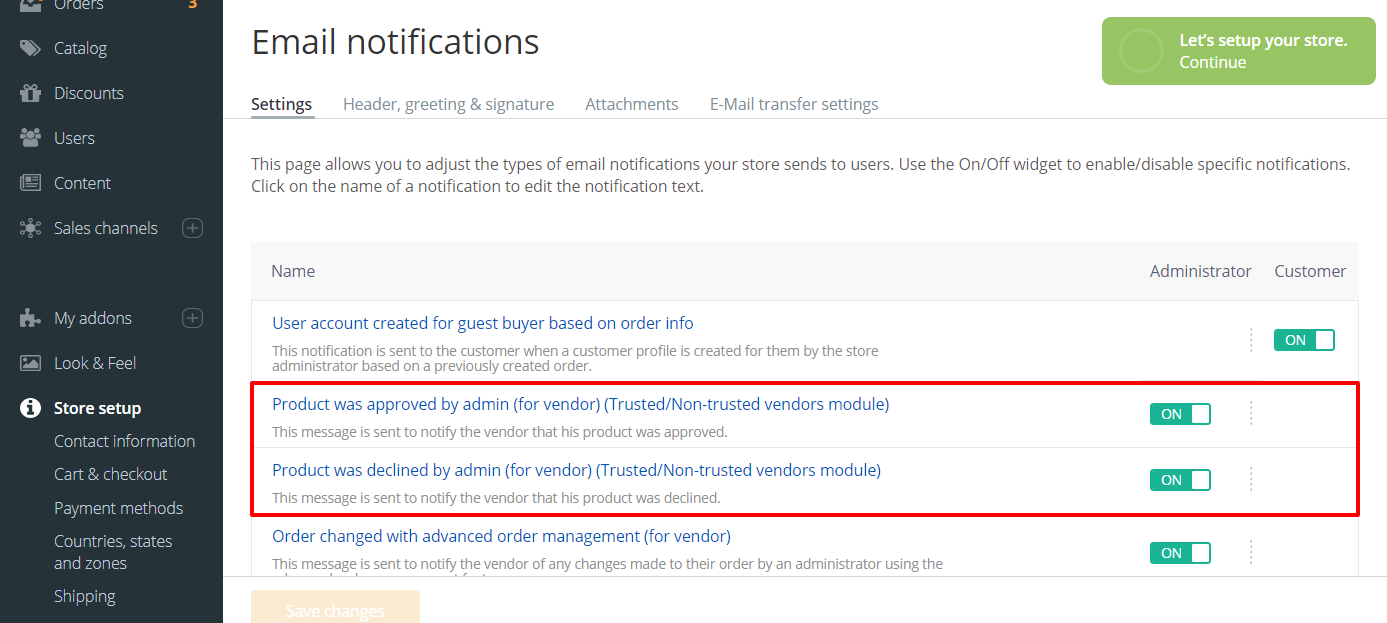 Orders 3
Catalog
Discounts
Users
Content
Sales channels
My addons
Look & Feel
Store setup
Contact information
Cart & checkout
Payment methods
Countries, states
and zones
Shipping
Email notifications
Let's setup your store.
Continue
Settings Header, greeting & signature Attachments E-Mail transfer settings
This page allows you to adjust the types of email notifications your store sends to users. Use the On/Off widget to enable/disable specific notifications.
Click on the name of a notification to edit the notification text.
Name Administrator Customer
User account created for guest buyer based on order info
This notification is sent to the customer when a customer profile is created for them by the store
administrator based on a previously created order.
ON
Product was approved by admin (for vendor) (Trusted/Non-trusted vendors module)
This message is sent to notify the vendor that his product was approved.
ON
Product was declined by admin (for vendor) (Trusted/Non-trusted vendors module)
This message is sent to notify the vendor that his product was declined.
ON
Order changed with advanced order management (for vendor)
This message is sent to notify the vendor of any changes made to their order by an administrator using the
ON
Save changes